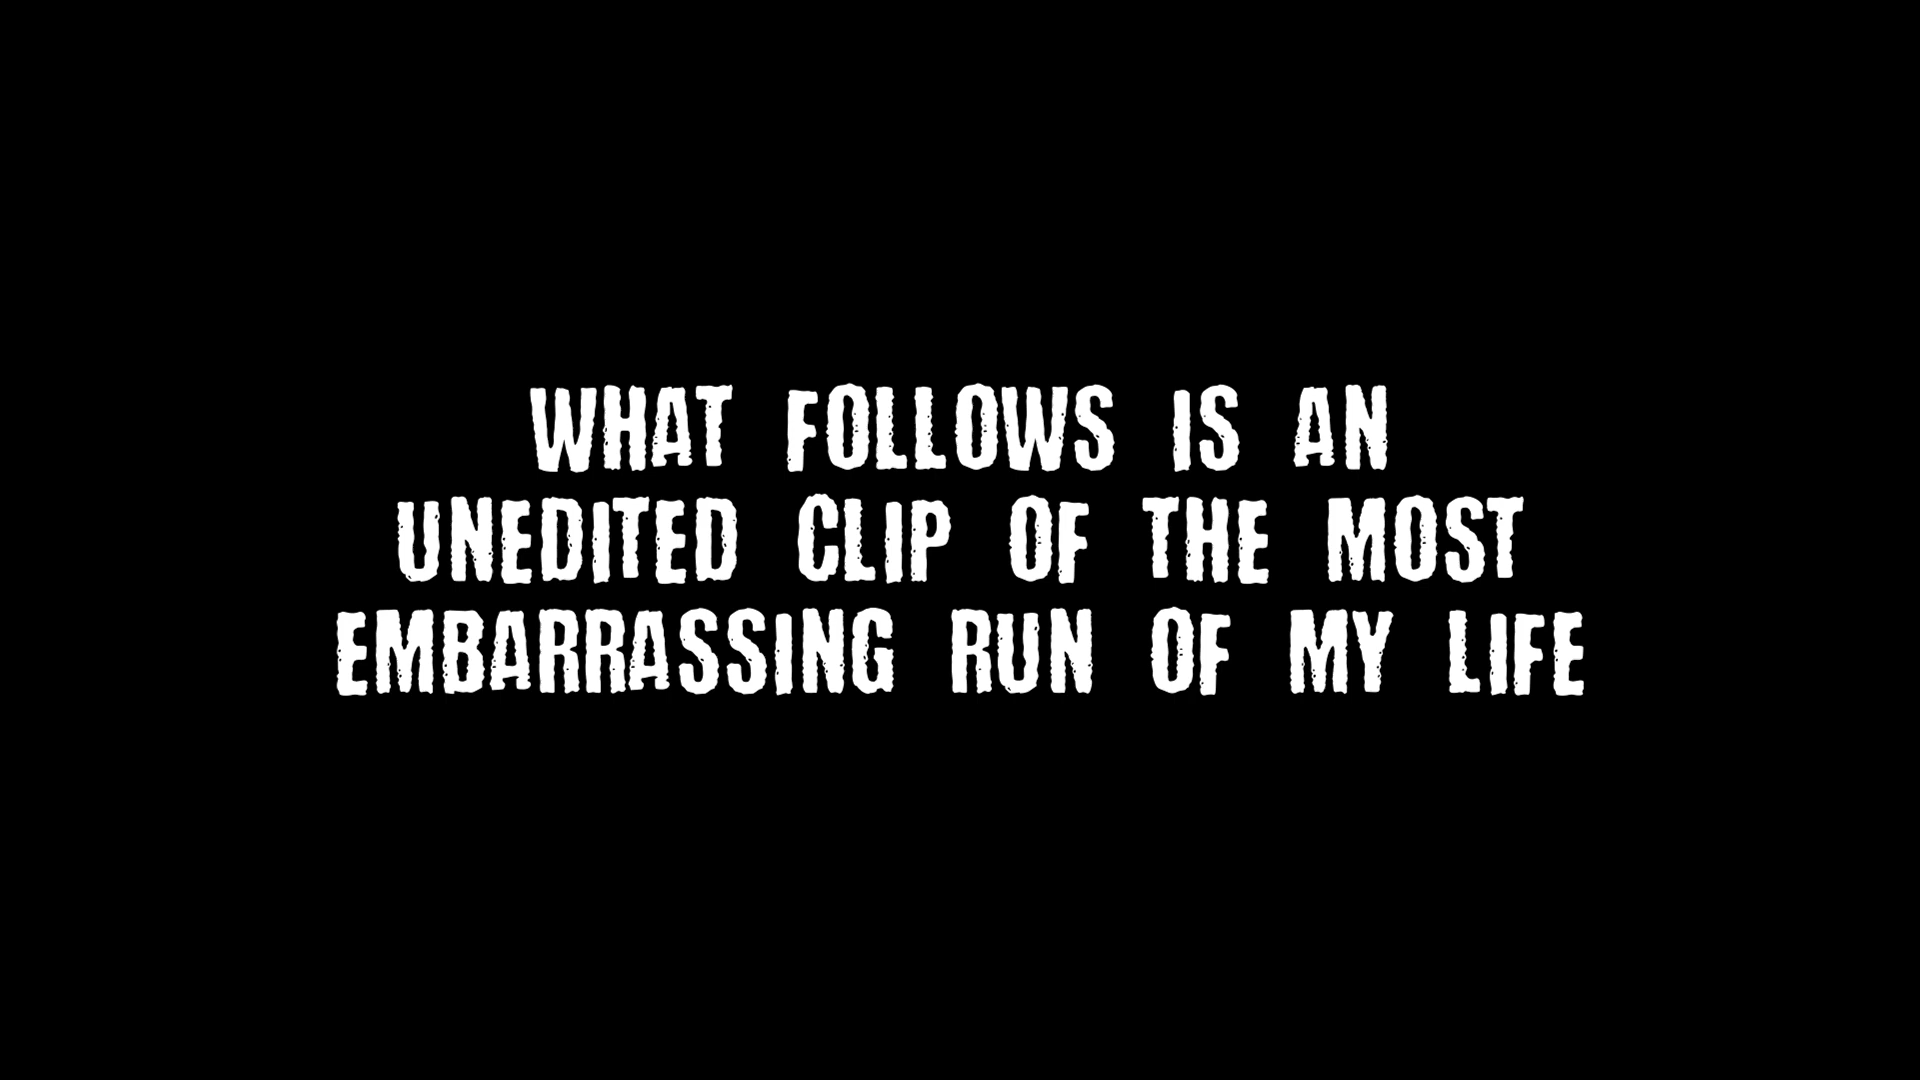 WHAT FOLLOWS IS AN
UNEDITED CLIP OF THE MOST
EMBARRASSING RUN OF MY LIFE